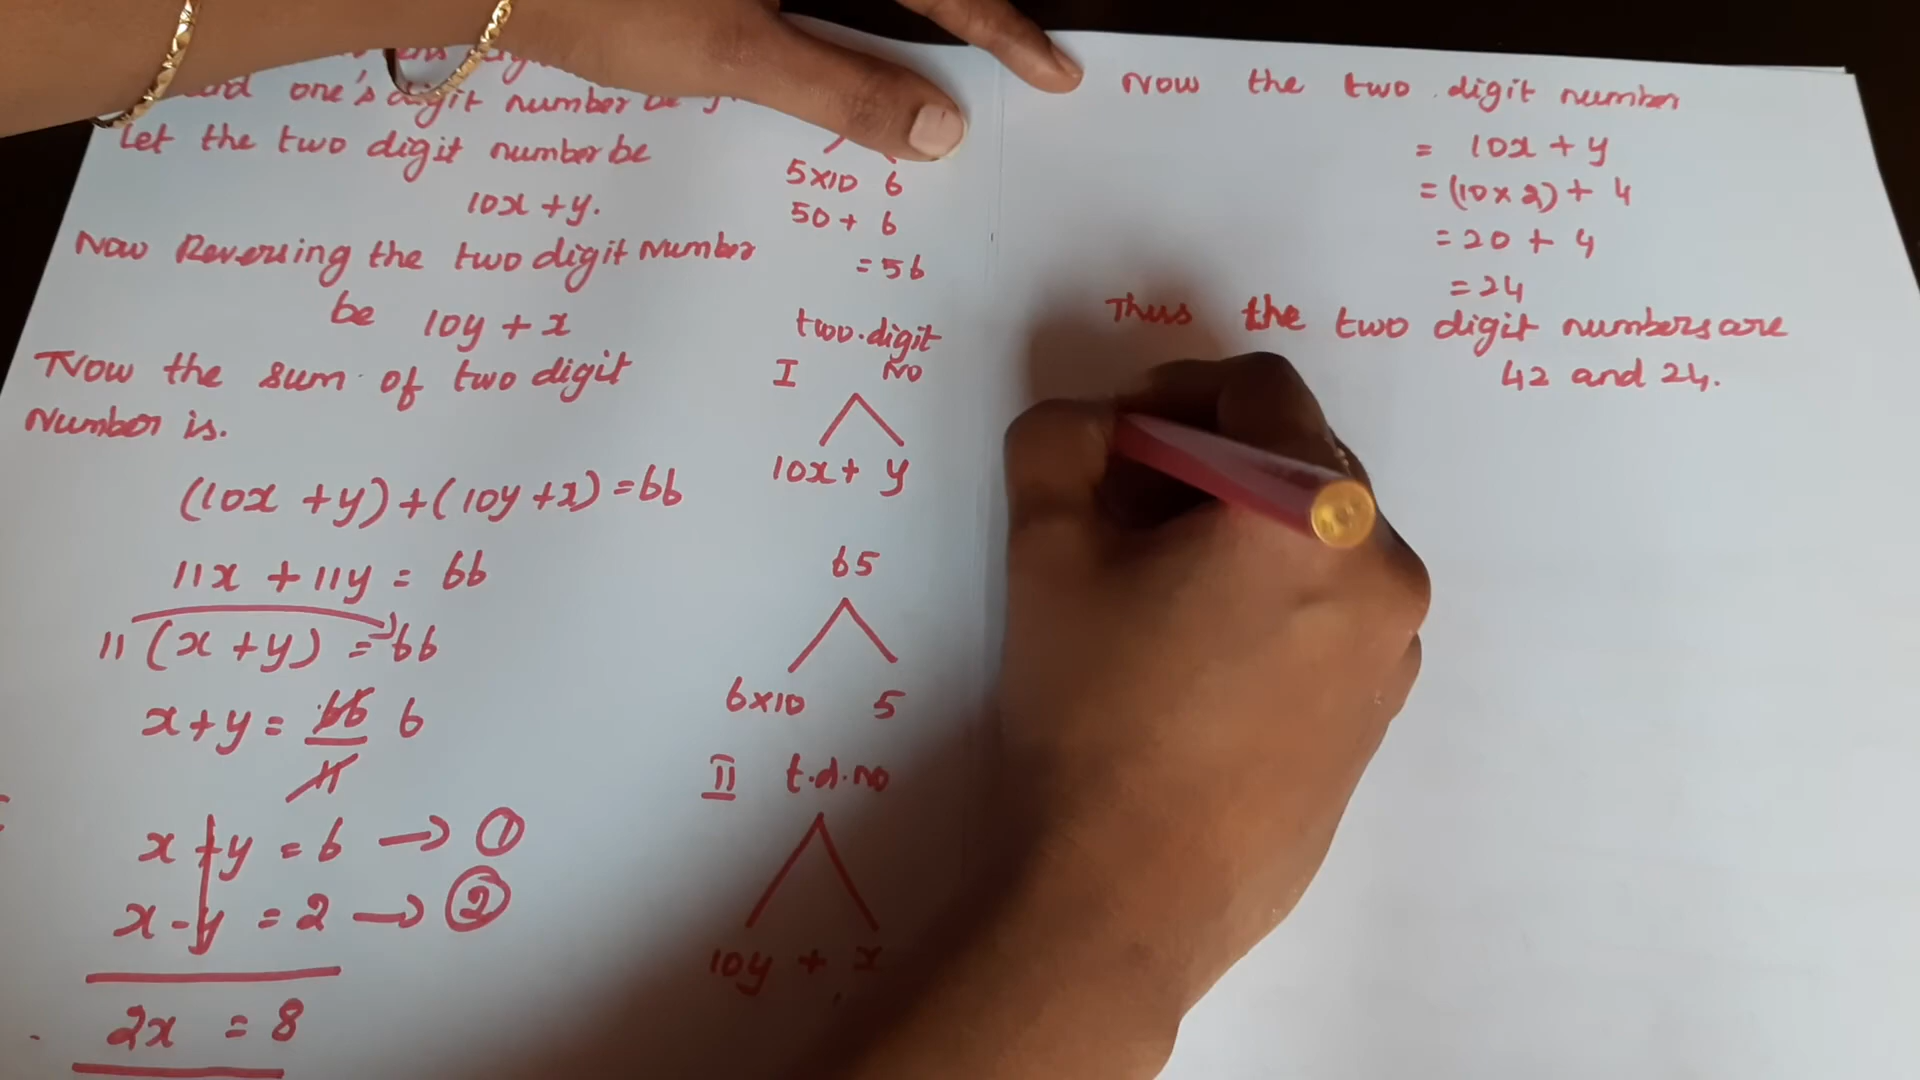 one's digit number be
Let the two digit number be
10x + y.
Now Reversing the two digit Number
be 10y + x
Now the sum of two digit
Number is.
(10x + y) + (10y + x) = 66
11x + 11y = 66
11 (x + y) = 66
x + y = 66 6
11
x + y = 6 → ①
x - y = 2 → ②
2x = 8
5×10 6
50 + 6
= 56
two.digit
I No
10x + y
65
6×10 5
II t.d.no
10y + x
Now the two digit number
= 10x + y
= (10 × 2) + 4
= 20 + 4
= 24
Thus the two digit numbers are
42 and 24.